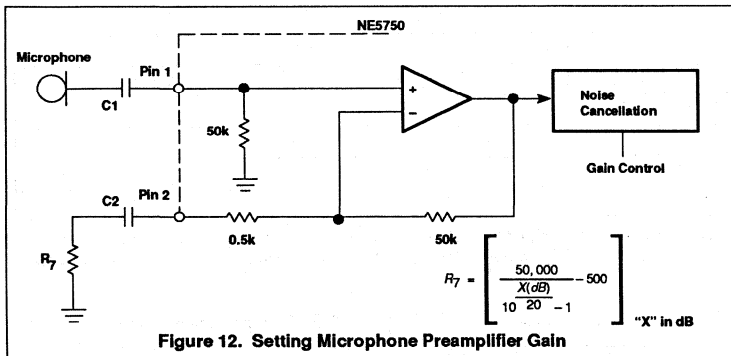 NE5750
Microphone
Pin 1
C1
+
−
Noise
Cancellation
50k
Gain Control
Pin 2
C2
0.5k
50k
R7
R7 = [ 50,000 / (10^(X(dB)/20) − 1) − 500 ] "X" in dB
Figure 12. Setting Microphone Preamplifier Gain